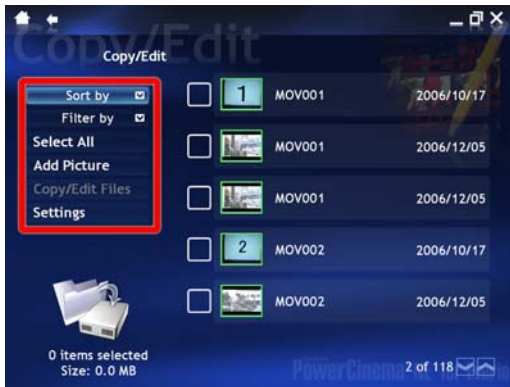 Copy/Edit
Copy/Edit
Sort by
Filter by
Select All
Add Picture
Copy/Edit Files
Settings
1 MOV001 2006/10/17
MOV001 2006/12/05
MOV001 2006/12/05
2 MOV002 2006/10/17
MOV002 2006/12/05
0 items selected
Size: 0.0 MB
PowerCinema
2 of 118